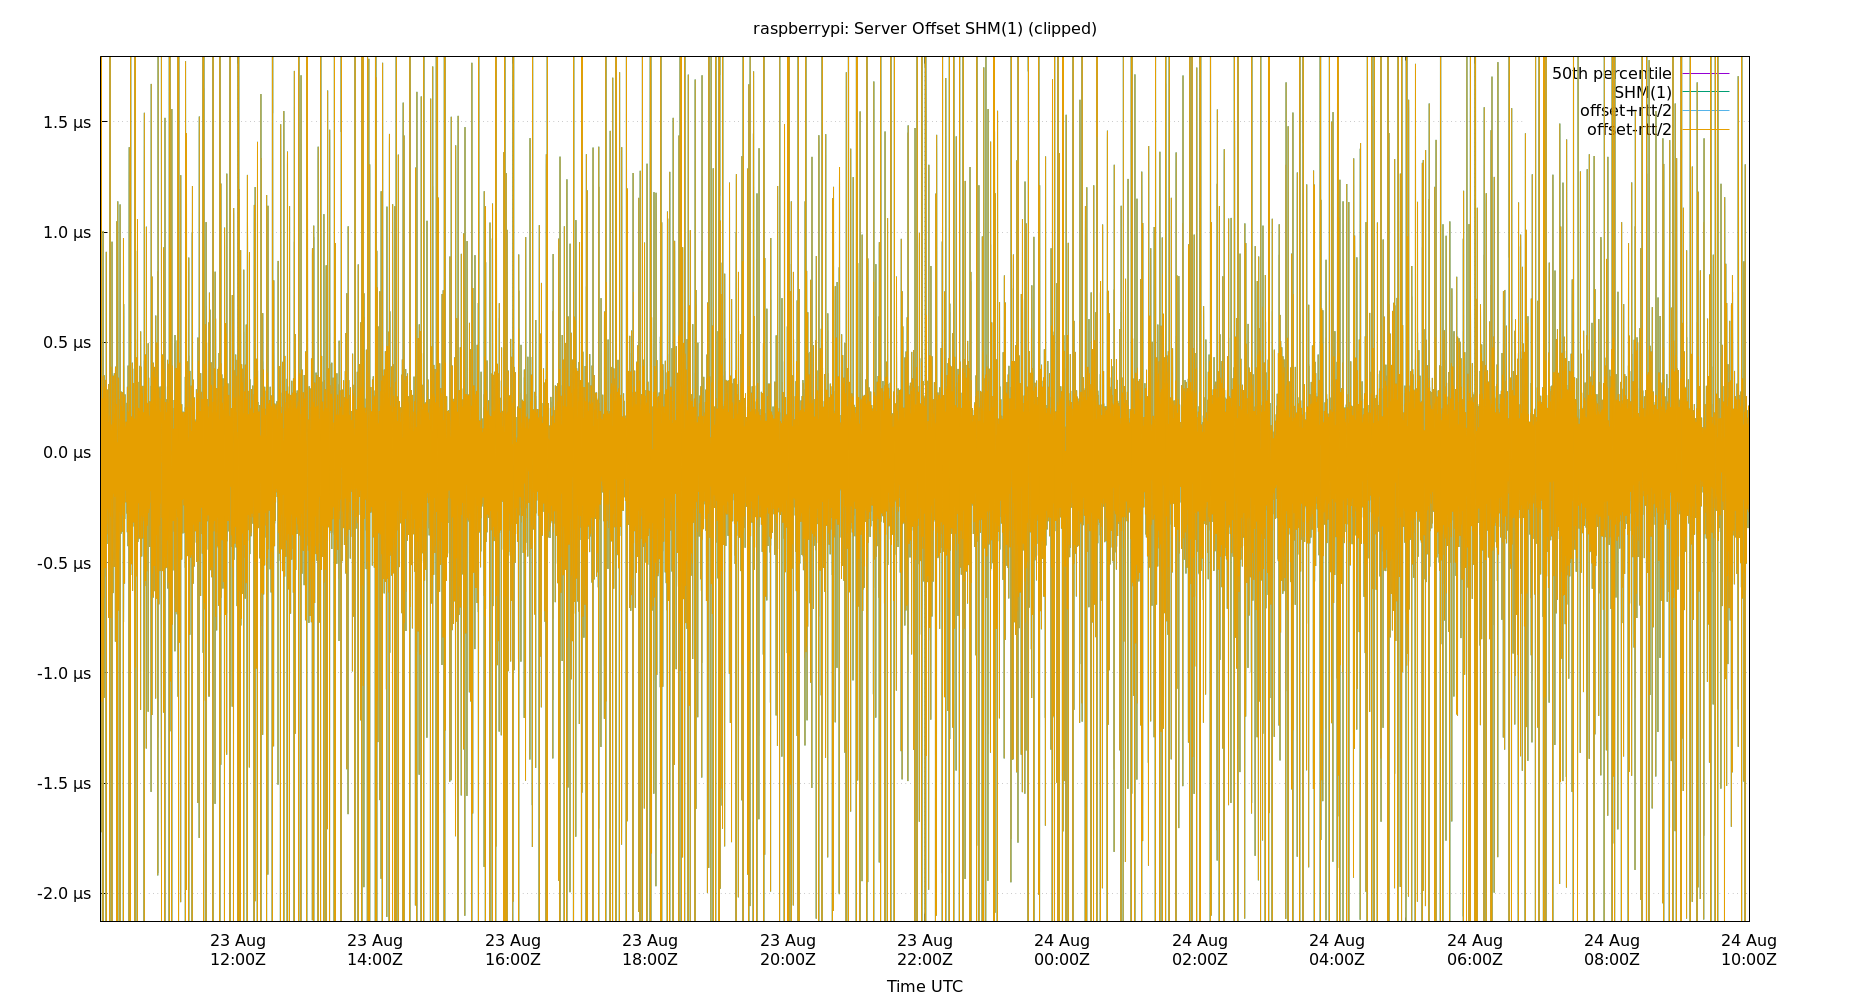 raspberrypi: Server Offset SHM(1) (clipped)
50th percentile
SHM(1)
offset+rtt/2
offset-rtt/2
1.5 µs
1.0 µs
0.5 µs
0.0 µs
-0.5 µs
-1.0 µs
-1.5 µs
-2.0 µs
23 Aug 23 Aug 23 Aug 23 Aug 23 Aug 23 Aug 24 Aug 24 Aug 24 Aug 24 Aug 24 Aug 24 Aug
12:00Z 14:00Z 16:00Z 18:00Z 20:00Z 22:00Z 00:00Z 02:00Z 04:00Z 06:00Z 08:00Z 10:00Z
Time UTC